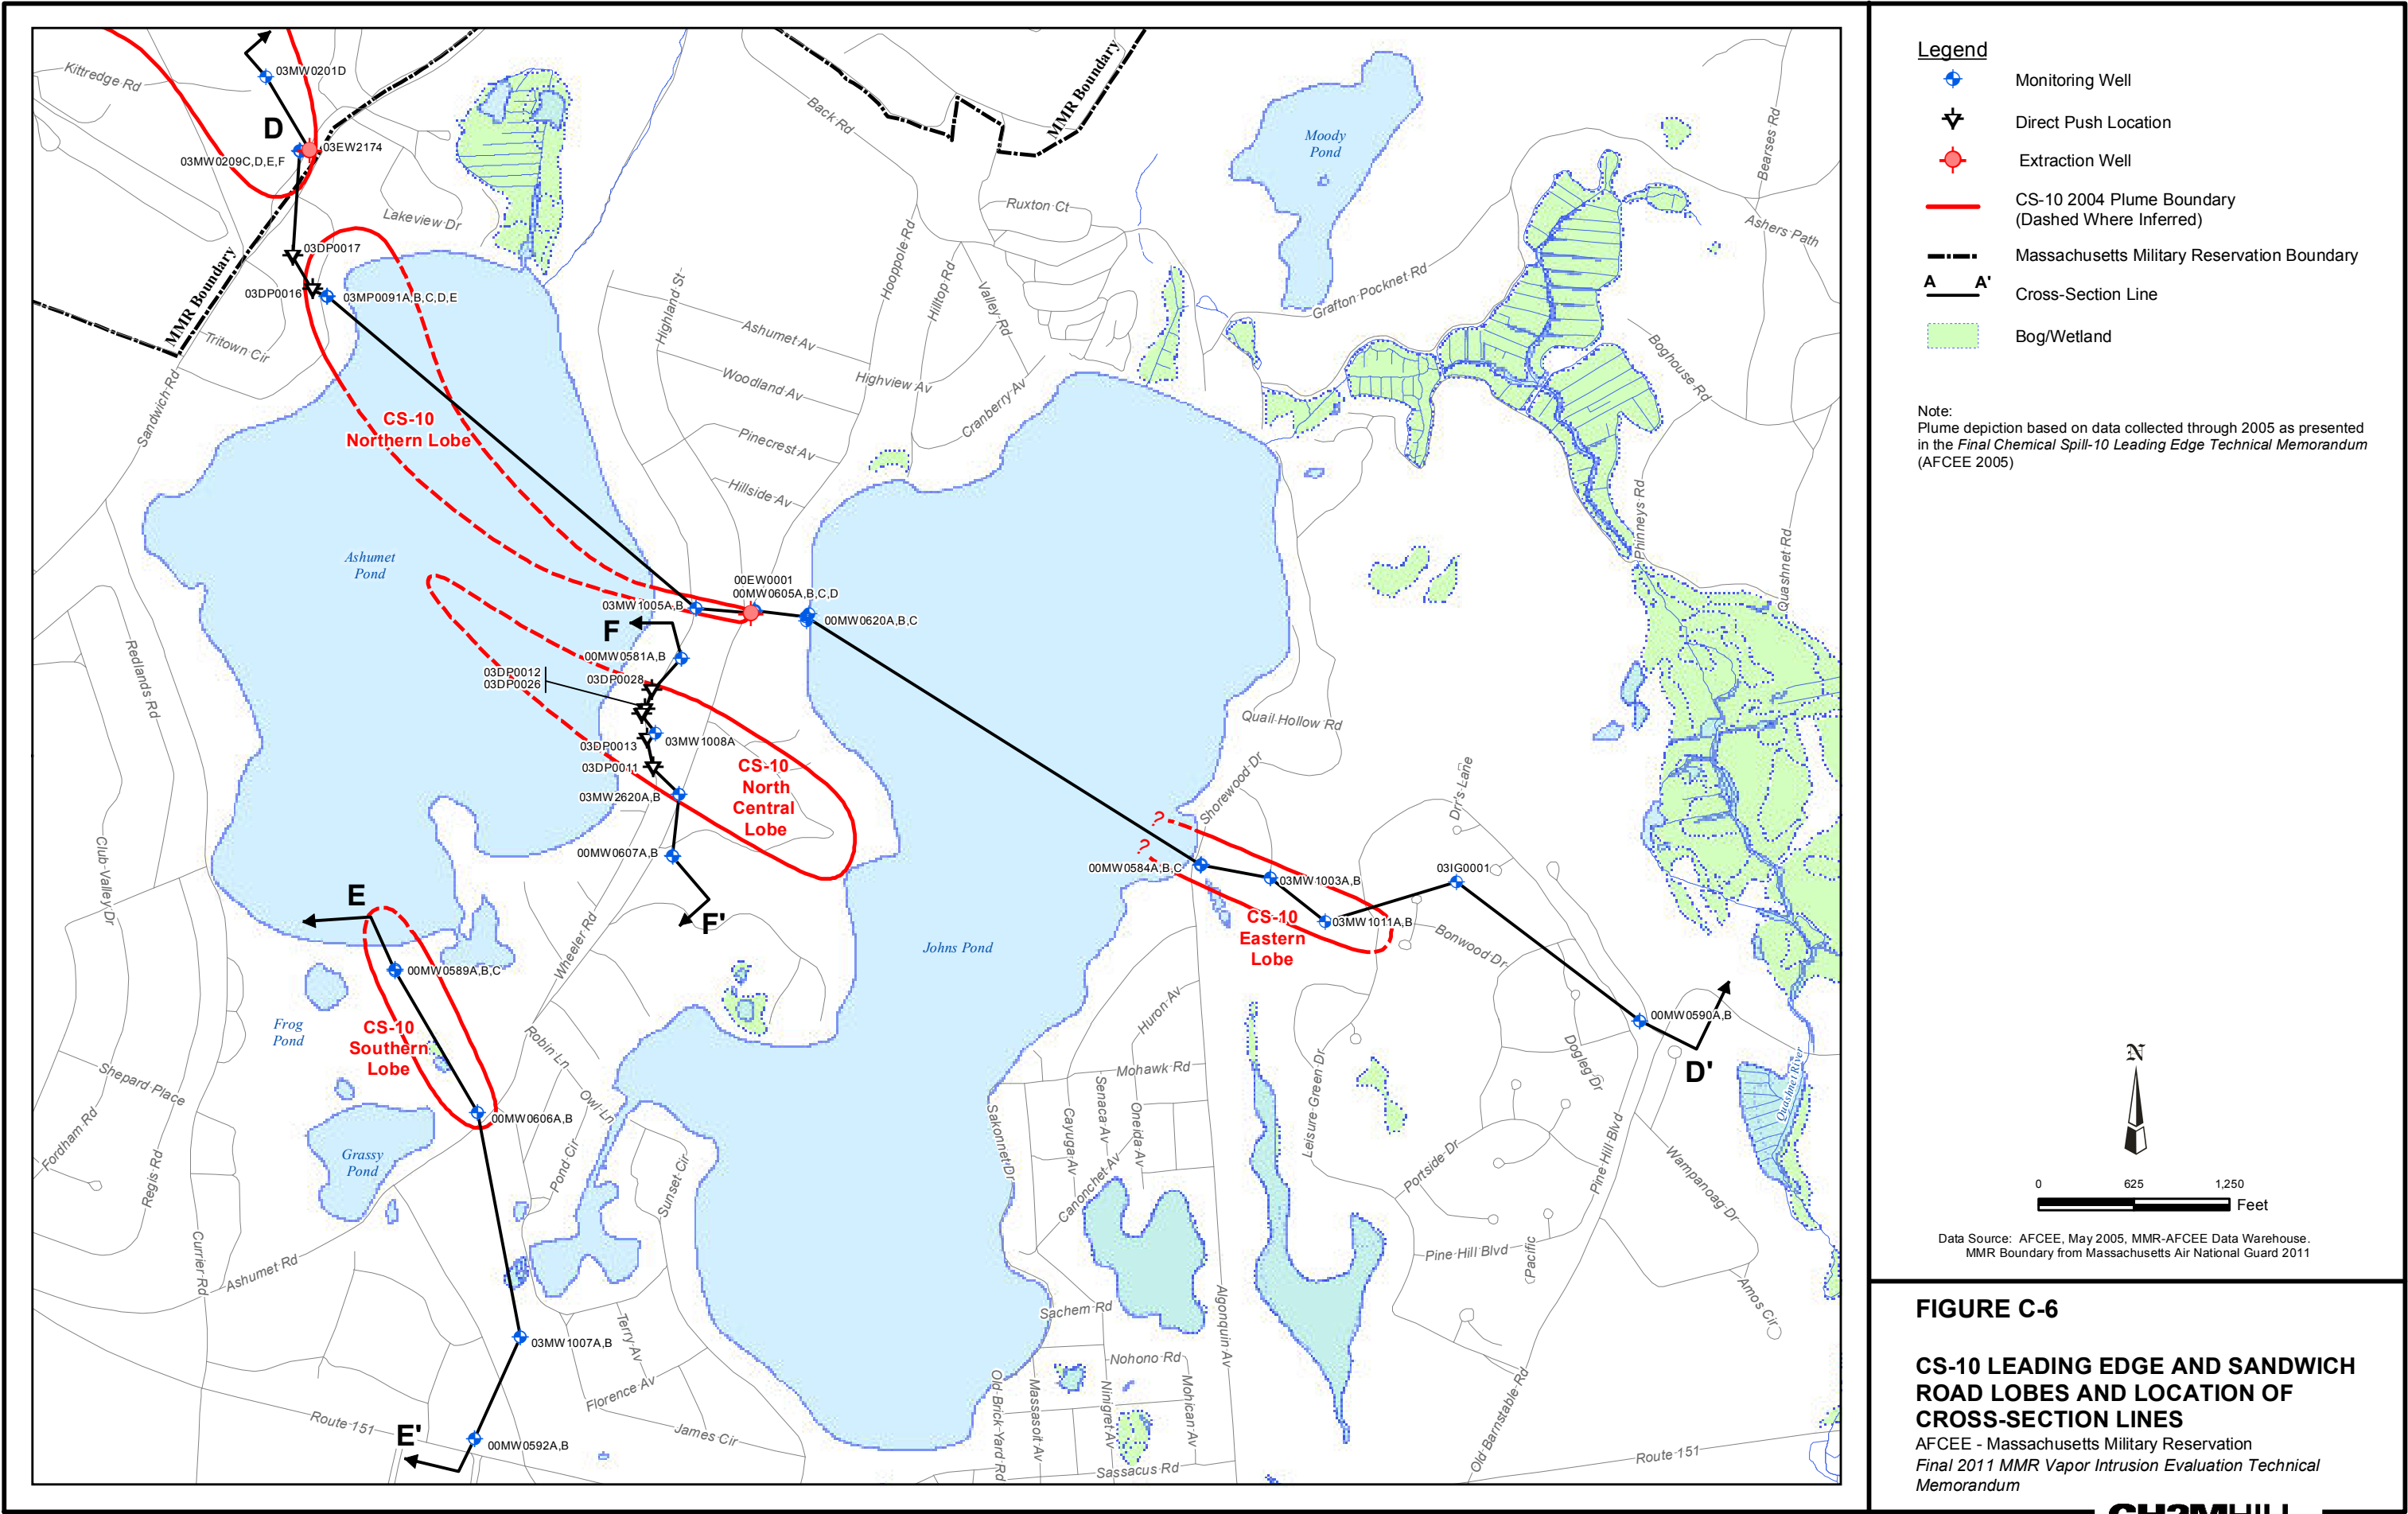 Kittredge Rd
03MW0201D
D
03EW2174
03MW0209C,D,E,F
Lakeview Dr
03DP0017
03DP0016
03MP0091A,B,C,D,E
MMR Boundary
Tritown Cir
Sandwich Rd
CS-10
Northern Lobe
Ashumet
Pond
Back Rd
MMR Boundary
Moody
Pond
Ruxton Ct
Hooppole Rd
Hilltop Rd
Valley Rd
Highland St
Ashumet Av
Woodland Av
Highview Av
Cranberry Av
Pinecrest Av
Hillside Av
Grafton Pocknet Rd
Bearses Rd
Ashers Path
Boghouse Rd
Phinneys Rd
Quashnet Rd
00EW0001
00MW0605A,B,C,D
03MW1005A,B
00MW0620A,B,C
F
00MW0581A,B
03DP0012
03DP0026
03DP0028
03MW1008A
03DP0013
03DP0011
03MW2620A,B
CS-10
North
Central
Lobe
00MW0607A,B
F'
Redlands Rd
Club Valley Dr
E
00MW0589A,B,C
Frog
Pond
CS-10
Southern
Lobe
00MW0606A,B
Grassy
Pond
Wheeler Rd
Robin Ln
Owl Ln
Pond Cir
Sunset Cir
Shepard Place
Fordham Rd
Regis Rd
Currier Rd
Ashumet Rd
Route 151
03MW1007A,B
Terry Av
Florence Av
James Cir
E'
00MW0592A,B
Johns Pond
Quail Hollow Rd
Shorewood Dr
?
?
00MW0584A,B,C
03MW1003A,B
03MW1011A,B
CS-10
Eastern
Lobe
03IG0001
Orr's Lane
Bonwood Dr
00MW0590A,B
D'
Dogleg Dr
Huron Av
Mohawk Rd
Sakonnet Dr
Cayuga Av
Senaca Av
Oneida Av
Canonchet Av
Leisure Green Dr
Portside Dr
Pine Hill Blvd
Pine Hill Blvd
Pacific
Wampanoag Dr
Amos Cir
Quashnet River
Sachem Rd
Algonquin Av
Nohono Rd
Old Brick Yard Rd
Massasoit Av
Ninigret Av
Mohican Av
Sassacus Rd
Old Barnstable Rd
Route 151
Legend
Monitoring Well
Direct Push Location
Extraction Well
CS-10 2004 Plume Boundary
(Dashed Where Inferred)
Massachusetts Military Reservation Boundary
A A'
Cross-Section Line
Bog/Wetland
Note:
Plume depiction based on data collected through 2005 as presented
in the Final Chemical Spill-10 Leading Edge Technical Memorandum
(AFCEE 2005)
N
0 625 1,250
Feet
Data Source: AFCEE, May 2005, MMR-AFCEE Data Warehouse.
MMR Boundary from Massachusetts Air National Guard 2011
FIGURE C-6
CS-10 LEADING EDGE AND SANDWICH
ROAD LOBES AND LOCATION OF
CROSS-SECTION LINES
AFCEE - Massachusetts Military Reservation
Final 2011 MMR Vapor Intrusion Evaluation Technical
Memorandum
CH2MHILL